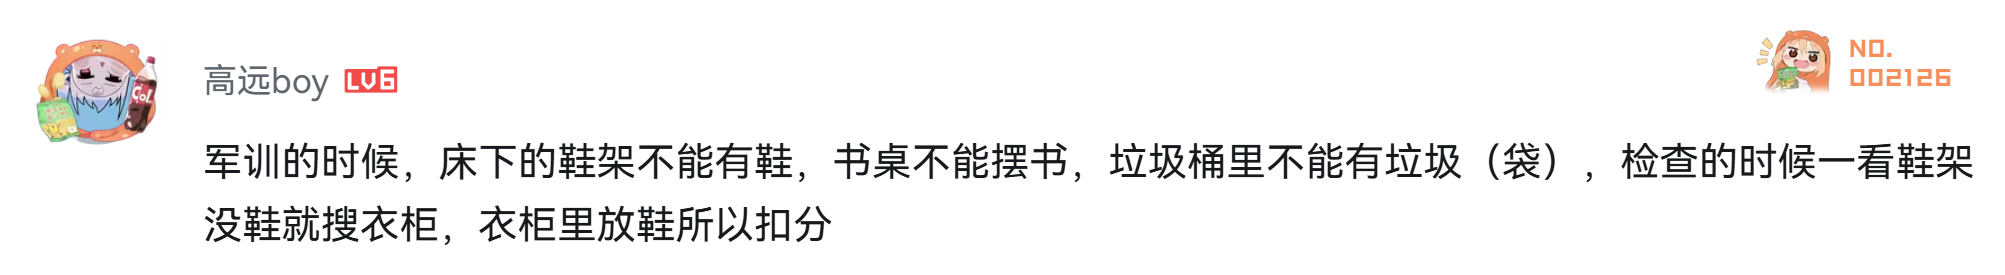 高远boy LV6
NO.
002126
军训的时候，床下的鞋架不能有鞋，书桌不能摆书，垃圾桶里不能有垃圾（袋），检查的时候一看鞋架
没鞋就搜衣柜，衣柜里放鞋所以扣分
CoL